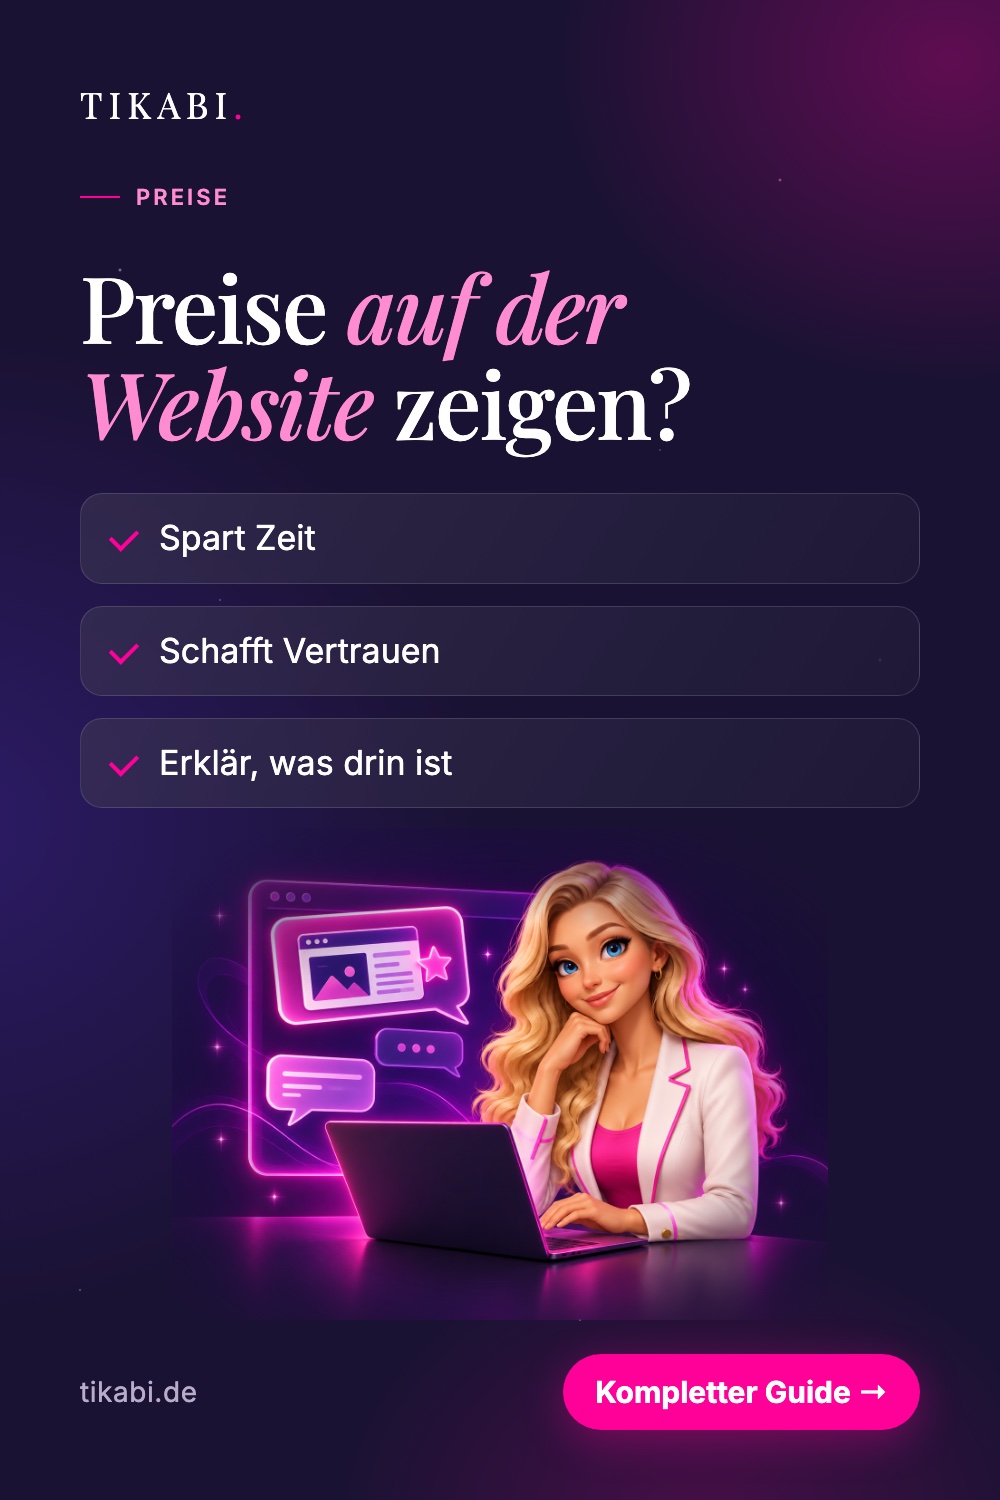 TIKABI.
PREISE
Preise auf der
Website zeigen?
Spart Zeit
Schafft Vertrauen
Erklär, was drin ist
tikabi.de
Kompletter Guide →